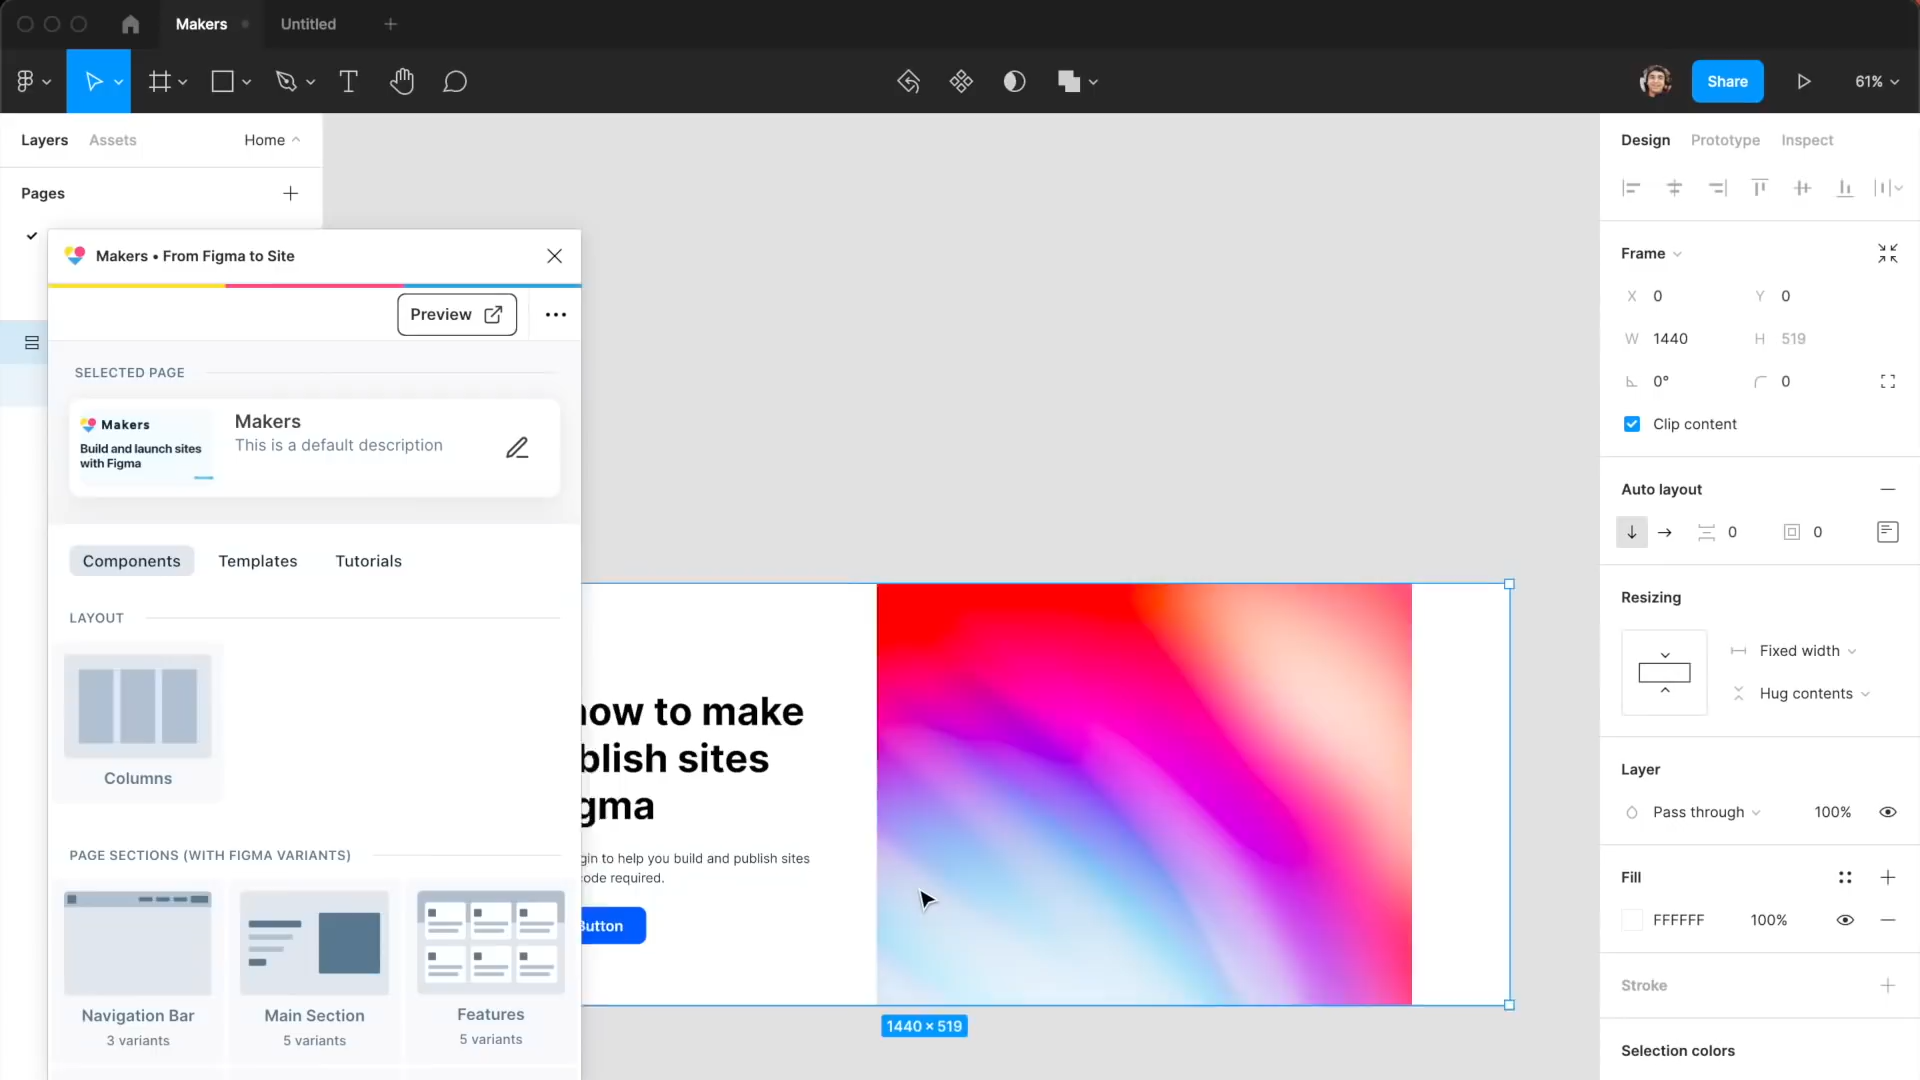 Makers
Untitled
Share
61%
Layers
Assets
Home
Pages
Makers • From Figma to Site
Preview
SELECTED PAGE
Makers
Build and launch sites
with Figma
Makers
This is a default description
Components
Templates
Tutorials
LAYOUT
Columns
PAGE SECTIONS (WITH FIGMA VARIANTS)
Navigation Bar
3 variants
Main Section
5 variants
Features
5 variants
how to make
blish sites
gma
gin to help you build and publish sites
code required.
Button
1440 × 519
Design
Prototype
Inspect
Frame
X 0
Y 0
W 1440
H 519
0°
0
Clip content
Auto layout
0
0
Resizing
Fixed width
Hug contents
Layer
Pass through
100%
Fill
FFFFFF
100%
Stroke
Selection colors